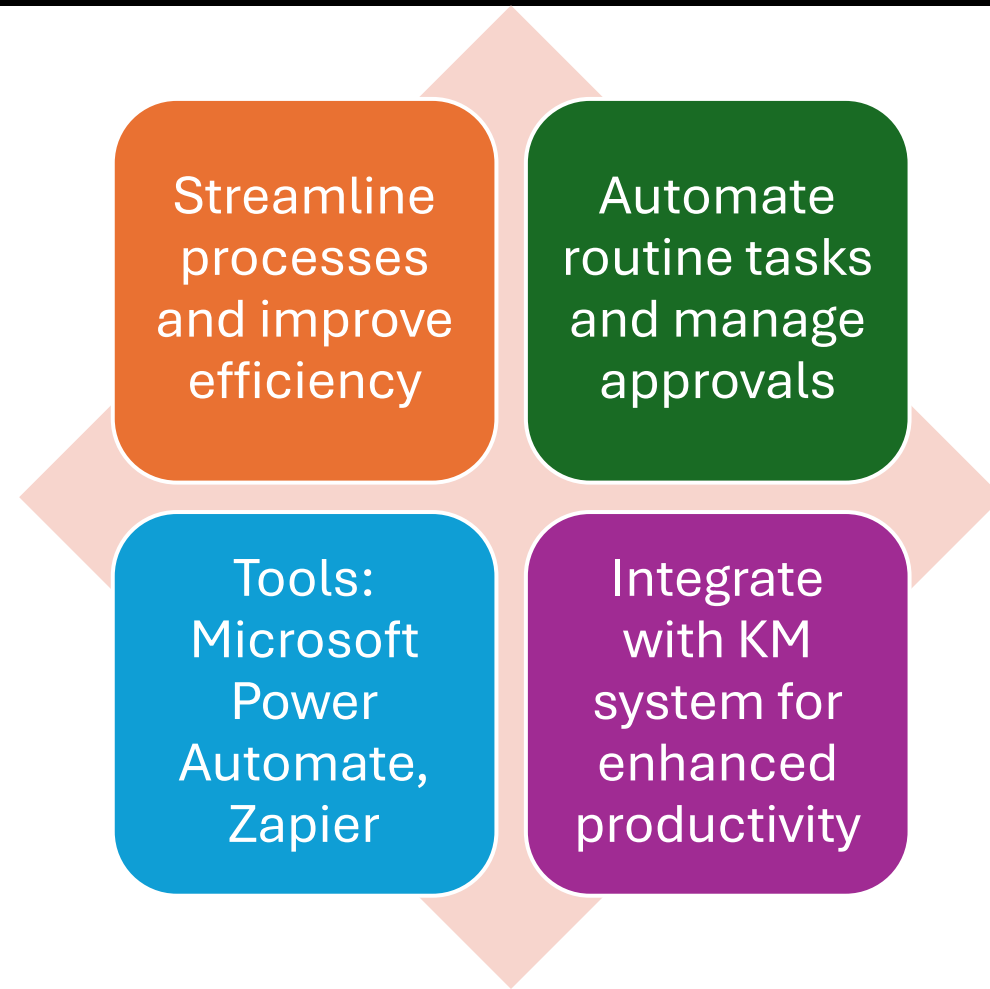 Streamline
processes
and improve
efficiency
Automate
routine tasks
and manage
approvals
Tools:
Microsoft
Power
Automate,
Zapier
Integrate
with KM
system for
enhanced
productivity